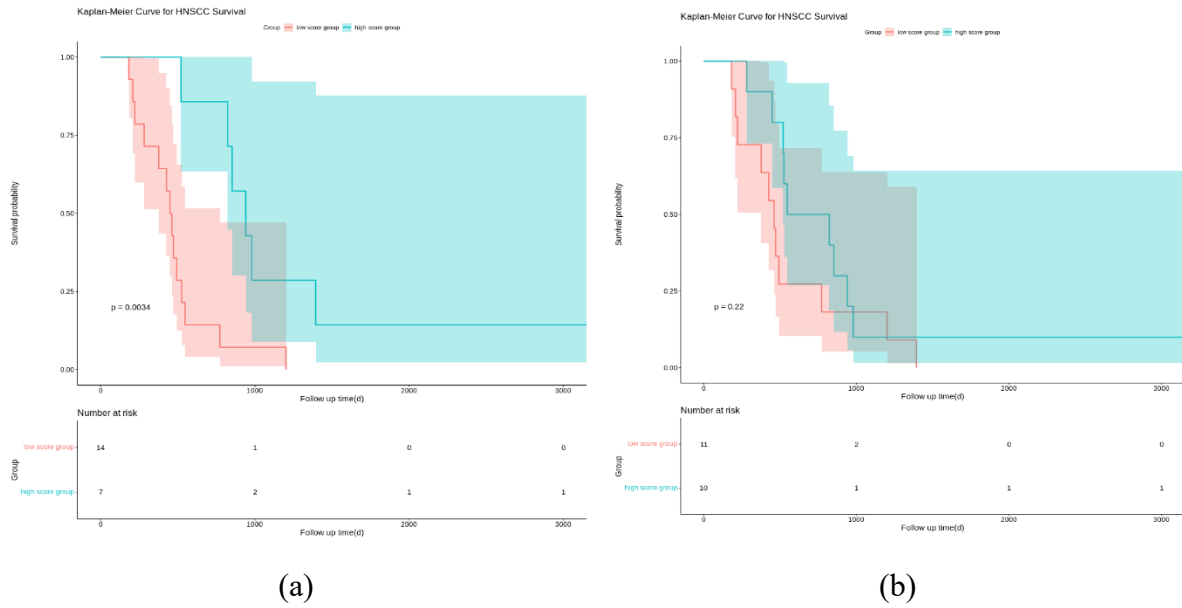 Kaplan-Meier Curve for HNSCC Survival
Group low score group high score group
1.00
0.75
0.50
0.25
0.00
Survival probability
p = 0.0034
0 1000 2000 3000
Follow up time(d)
Number at risk
Group
low score group 14 1 0 0
high score group 7 2 1 1
0 1000 2000 3000
Follow up time(d)
(a)
Kaplan-Meier Curve for HNSCC Survival
Group low score group high score group
1.00
0.75
0.50
0.25
0.00
Survival probability
p = 0.22
0 1000 2000 3000
Follow up time(d)
Number at risk
Group
low score group 11 2 0 0
high score group 10 1 1 1
0 1000 2000 3000
Follow up time(d)
(b)